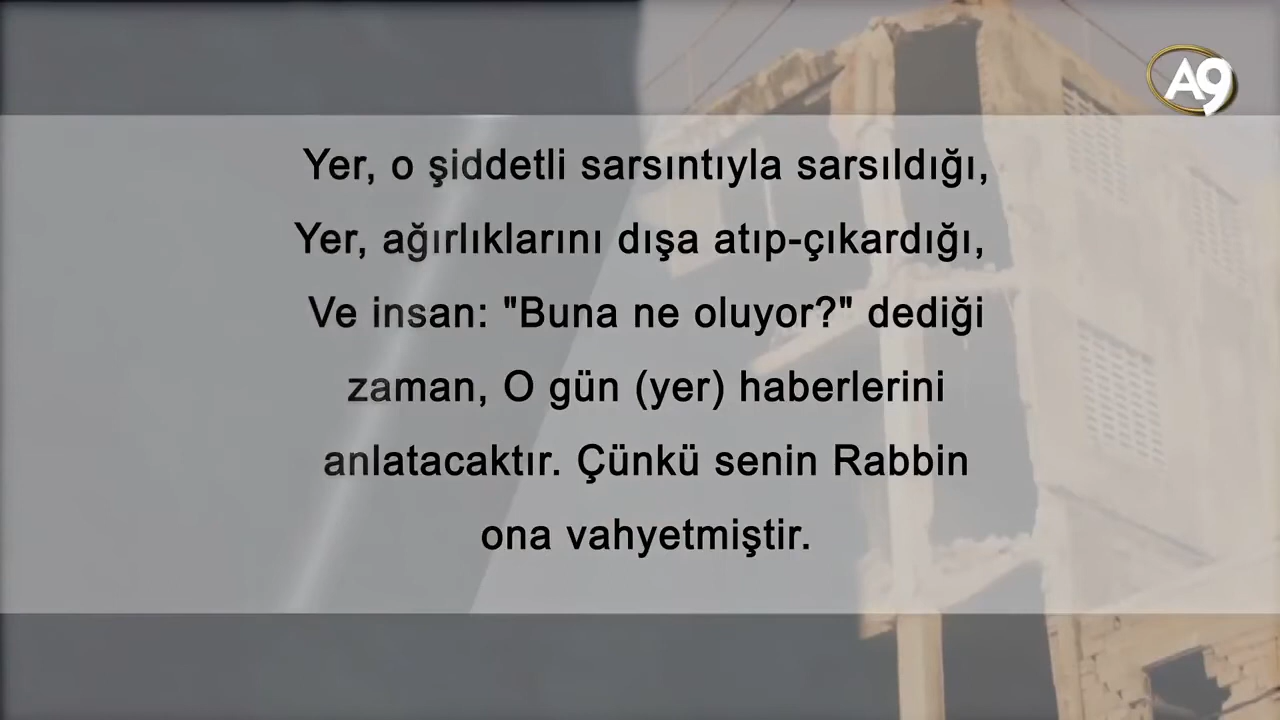 A9
Yer, o şiddetli sarsıntıyla sarsıldığı,
Yer, ağırlıklarını dışa atıp-çıkardığı,
Ve insan: "Buna ne oluyor?" dediği
zaman, O gün (yer) haberlerini
anlatacaktır. Çünkü senin Rabbin
ona vahyetmiştir.